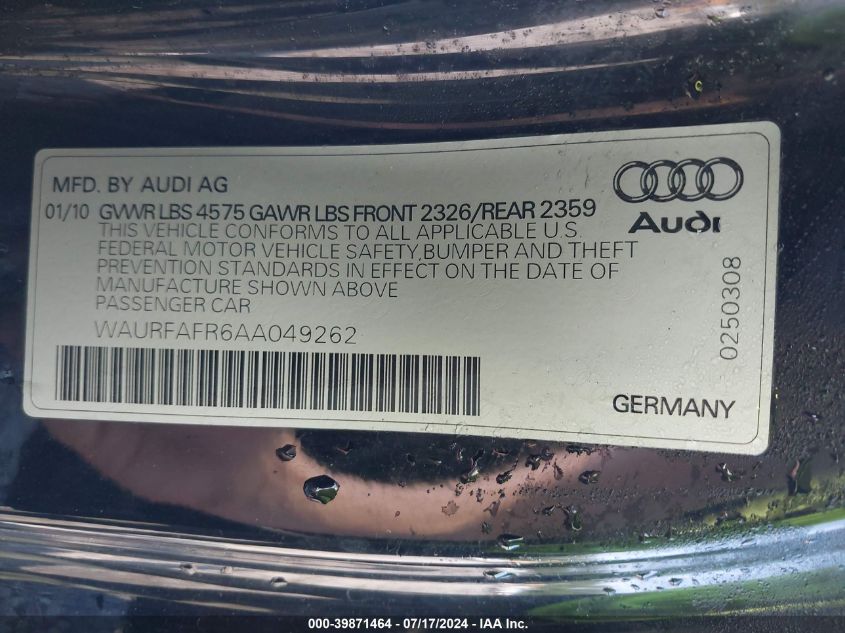 MFD. BY AUDI AG
01/10 GVWR LBS 4575 GAWR LBS FRONT 2326/REAR 2359
THIS VEHICLE CONFORMS TO ALL APPLICABLE U.S.
FEDERAL MOTOR VEHICLE SAFETY,BUMPER AND THEFT
PREVENTION STANDARDS IN EFFECT ON THE DATE OF
MANUFACTURE SHOWN ABOVE
PASSENGER CAR
WAURFAFR6AA049262
Audi
0250308
GERMANY
000-39871464 - 07/17/2024 - IAA Inc.